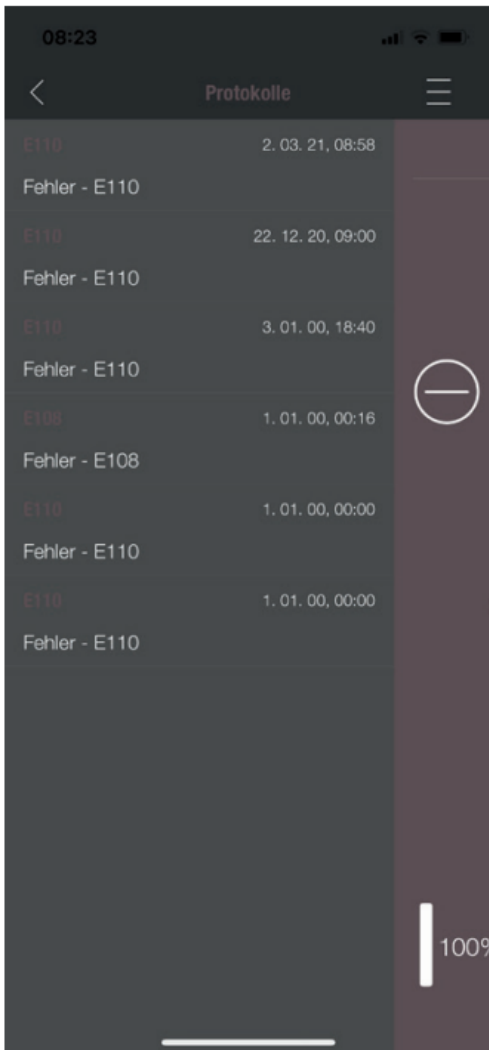 08:23
Protokolle
E110 2. 03. 21, 08:58
Fehler - E110
E110 22. 12. 20, 09:00
Fehler - E110
E110 3. 01. 00, 18:40
Fehler - E110
E108 1. 01. 00, 00:16
Fehler - E108
E110 1. 01. 00, 00:00
Fehler - E110
E110 1. 01. 00, 00:00
Fehler - E110
100%